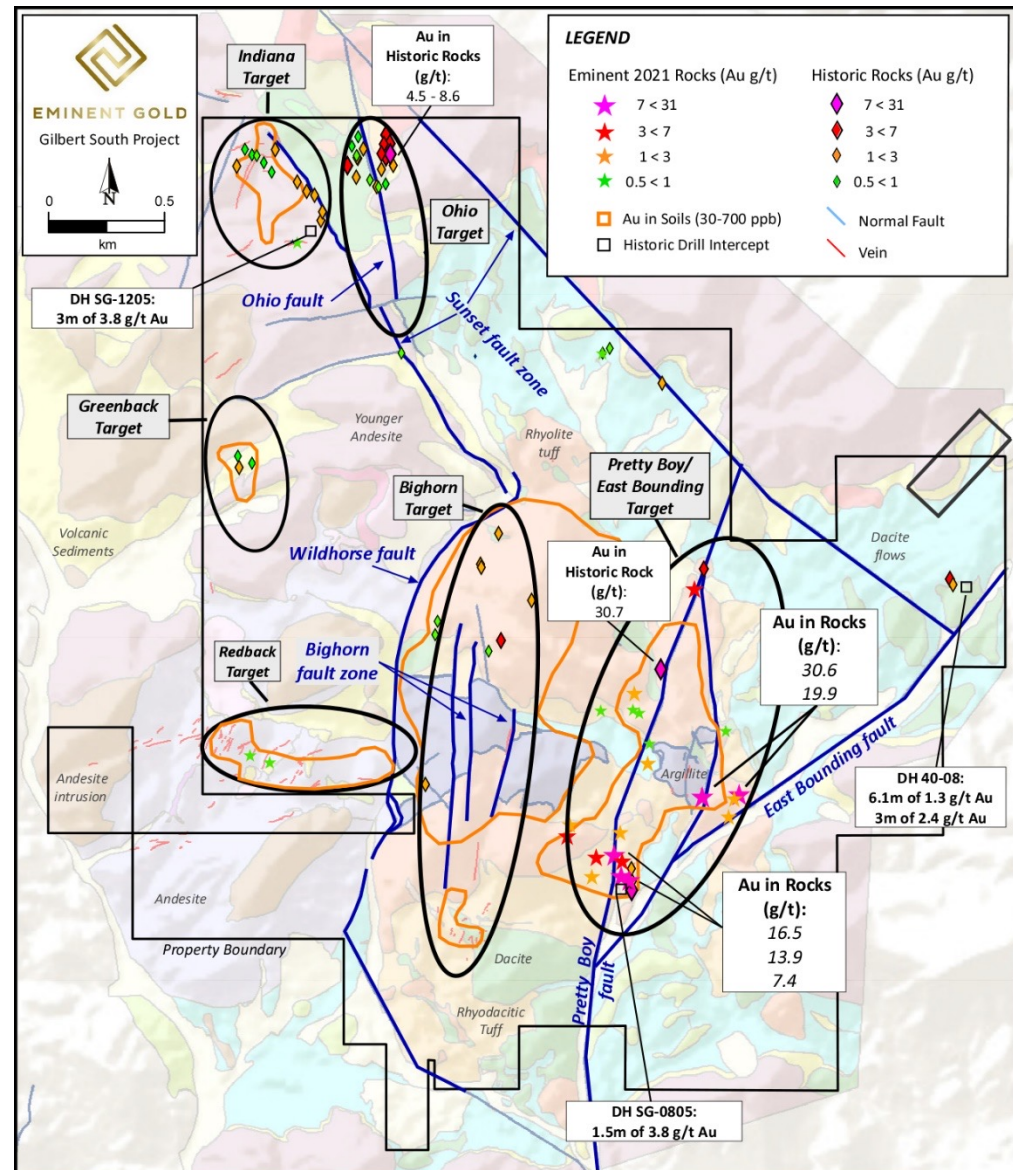 EMINENT GOLD
Gilbert South Project
N
0 0.5
km
Indiana
Target
Au in
Historic Rocks
(g/t):
4.5 - 8.6
LEGEND
Eminent 2021 Rocks (Au g/t)
7 < 31
3 < 7
1 < 3
0.5 < 1
Historic Rocks (Au g/t)
7 < 31
3 < 7
1 < 3
0.5 < 1
Au in Soils (30-700 ppb)
Historic Drill Intercept
Normal Fault
Vein
Ohio
Target
DH SG-1205:
3m of 3.8 g/t Au
Ohio fault
Sunset fault
zone
Greenback
Target
Younger
Andesite
Rhyolite
tuff
Pretty Boy/
East Bounding
Target
Bighorn
Target
Volcanic
Sediments
Dacite
flows
Wildhorse fault
Au in
Historic Rock
(g/t):
30.7
Au in Rocks
(g/t):
30.6
19.9
Redback
Target
Bighorn
fault zone
Andesite
intrusion
Argillite
East Bounding fault
DH 40-08:
6.1m of 1.3 g/t Au
3m of 2.4 g/t Au
Au in Rocks
(g/t):
16.5
13.9
7.4
Andesite
Property Boundary
Dacite
Pretty Boy
fault
Rhyodacitic
Tuff
DH SG-0805:
1.5m of 3.8 g/t Au